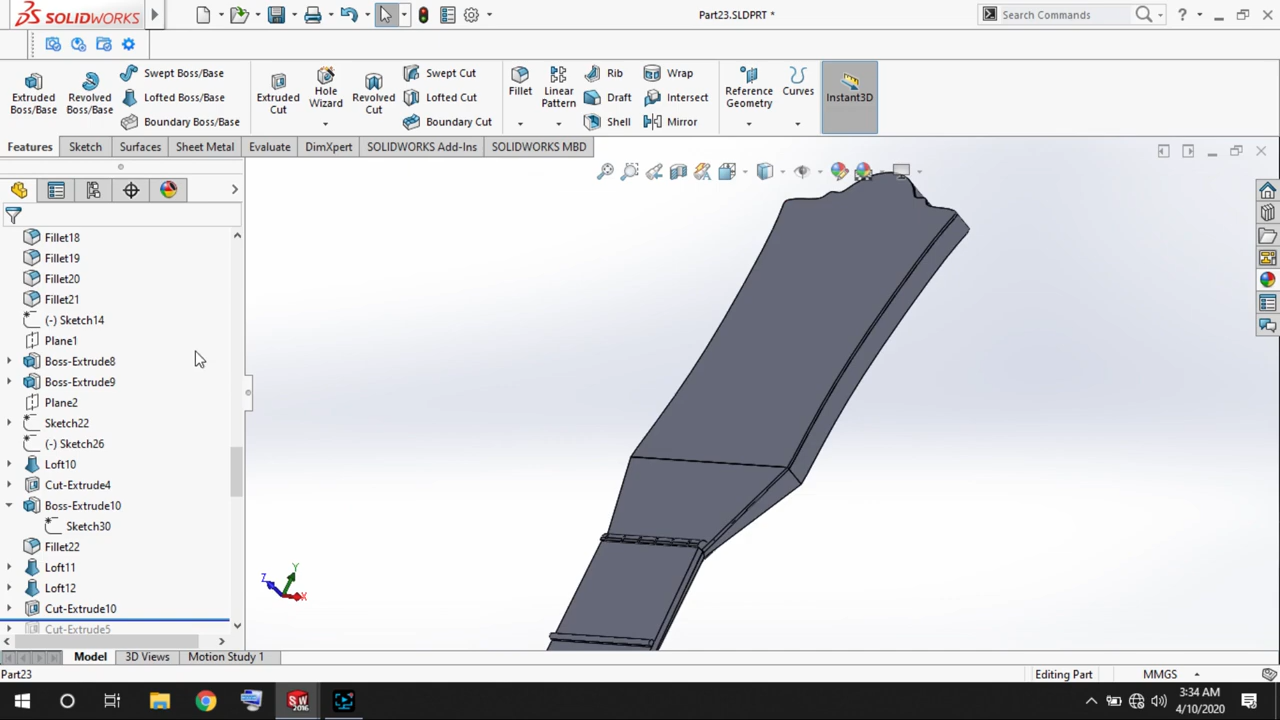 SOLIDWORKS
Part23.SLDPRT *
Search Commands
?
Extruded Boss/Base
Revolved Boss/Base
Swept Boss/Base
Lofted Boss/Base
Boundary Boss/Base
Extruded Cut
Hole Wizard
Revolved Cut
Swept Cut
Lofted Cut
Boundary Cut
Fillet
Linear Pattern
Rib
Draft
Shell
Wrap
Intersect
Mirror
Reference Geometry
Curves
Instant3D
Features
Sketch
Surfaces
Sheet Metal
Evaluate
DimXpert
SOLIDWORKS Add-Ins
SOLIDWORKS MBD
Fillet18
Fillet19
Fillet20
Fillet21
(-) Sketch14
Plane1
Boss-Extrude8
Boss-Extrude9
Plane2
Sketch22
(-) Sketch26
Loft10
Cut-Extrude4
Boss-Extrude10
Sketch30
Fillet22
Loft11
Loft12
Cut-Extrude10
Cut-Extrude5
Y
Z
X
Model
3D Views
Motion Study 1
Part23
Editing Part
MMGS
SW
2016
3:34 AM
4/10/2020